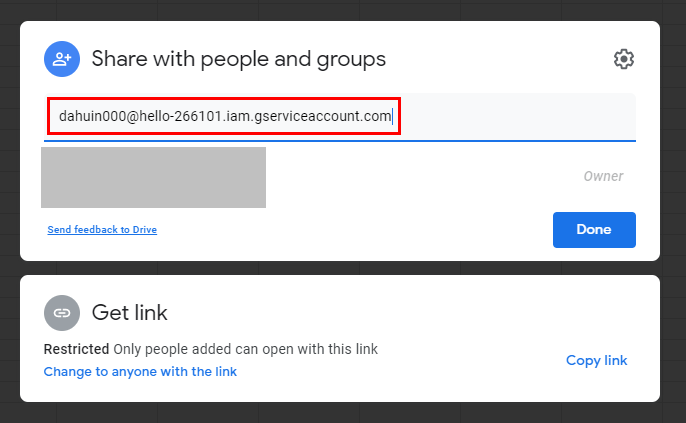 Share with people and groups
dahuin000@hello-266101.iam.gserviceaccount.com
Owner
Send feedback to Drive
Done
Get link
Restricted Only people added can open with this link
Change to anyone with the link
Copy link